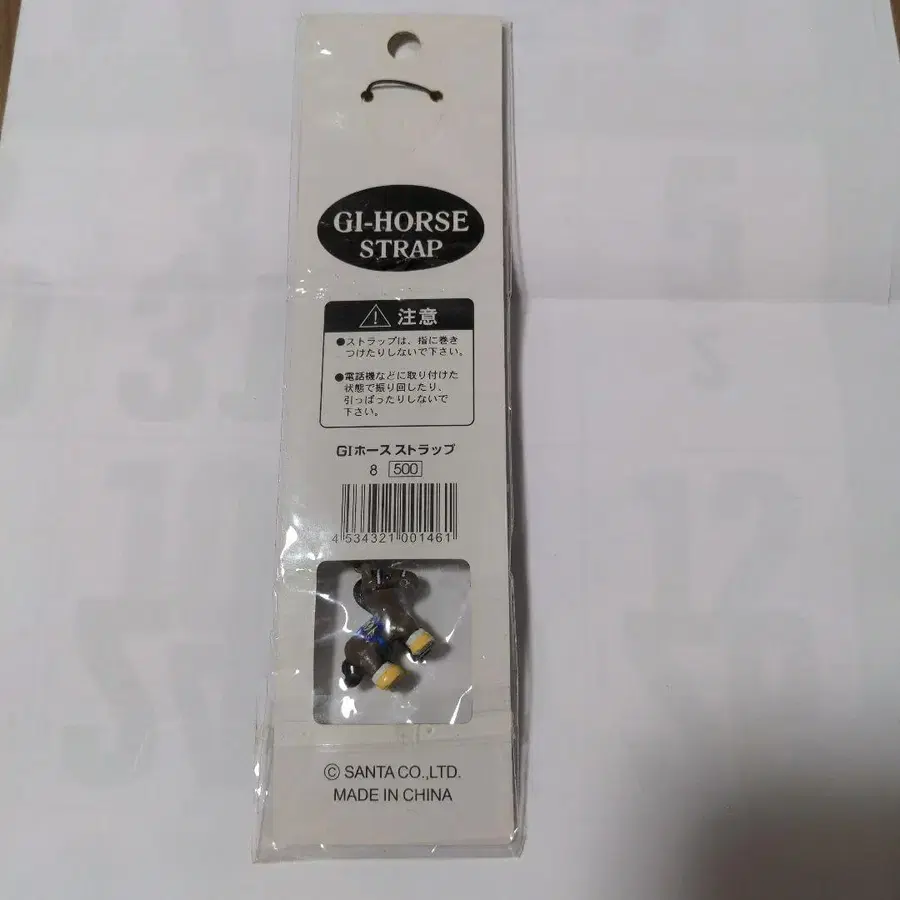 GI-HORSE
STRAP
注意
●ストラップは、指に巻き
つけたりしないで下さい。
●電話機などに取り付けた
状態で振り回したり、
引っぱったりしないで
下さい。
GIホース ストラップ
8 500
4 534321 001461
© SANTA CO.,LTD.
MADE IN CHINA